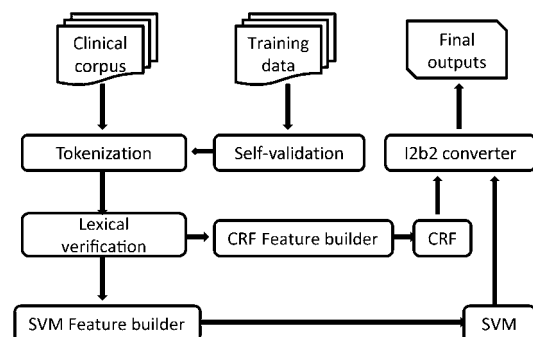 Clinical
corpus
Training
data
Final
outputs
Tokenization
Self-validation
I2b2 converter
Lexical
verification
CRF Feature builder
CRF
SVM Feature builder
SVM